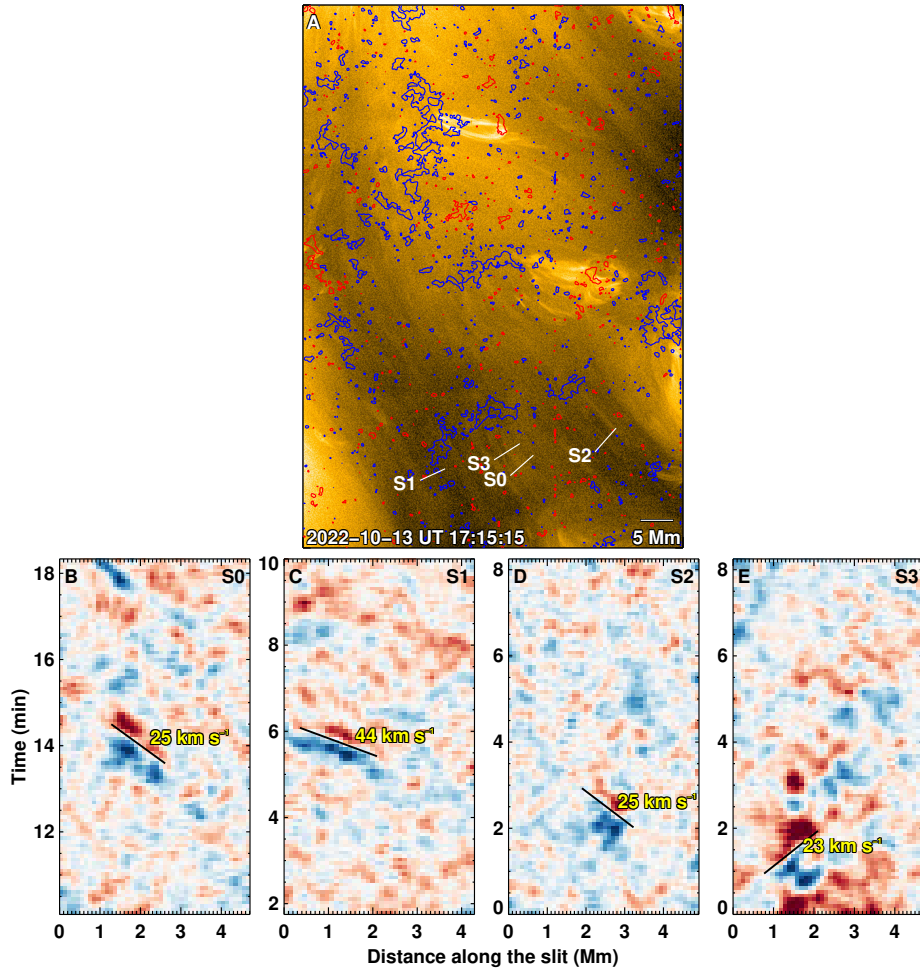 A
S3
S2
S1
S0
2022−10−13 UT 17:15:15
5 Mm
B
S0
C
S1
D
S2
E
S3
18
16
14
12
10
8
6
4
2
8
6
4
2
0
8
6
4
2
0
25 km s⁻¹
44 km s⁻¹
25 km s⁻¹
23 km s⁻¹
Time (min)
0 1 2 3 4
0 1 2 3 4
0 1 2 3 4
0 1 2 3 4
Distance along the slit (Mm)